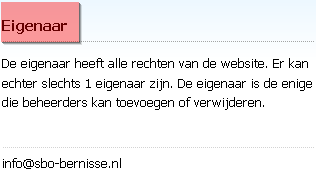 Eigenaar
De eigenaar heeft alle rechten van de website. Er kan
echter slechts 1 eigenaar zijn. De eigenaar is de enige
die beheerders kan toevoegen of verwijderen.
info@sbo-bernisse.nl